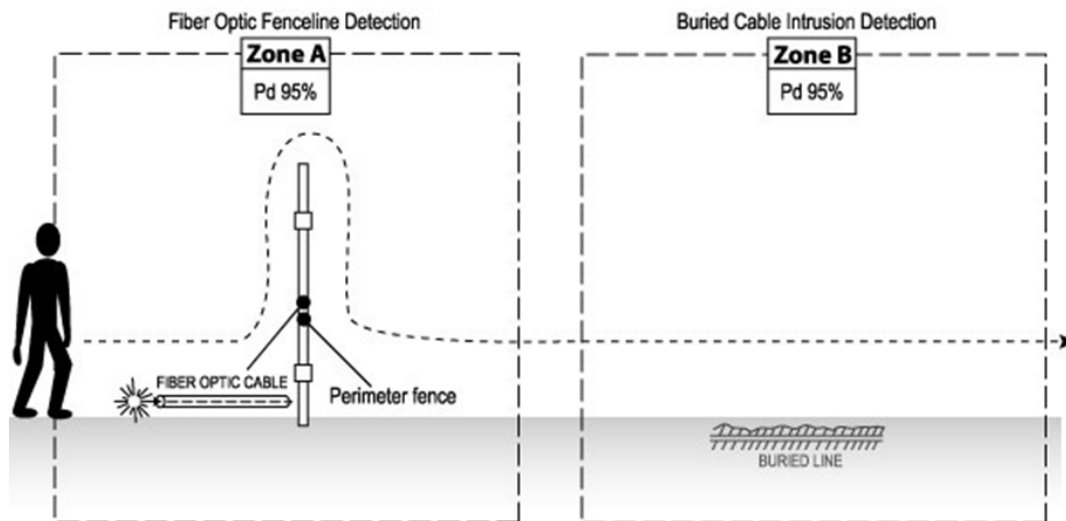 Fiber Optic Fenceline Detection
Buried Cable Intrusion Detection
Zone A
Pd 95%
Zone B
Pd 95%
FIBER OPTIC CABLE
Perimeter fence
BURIED LINE